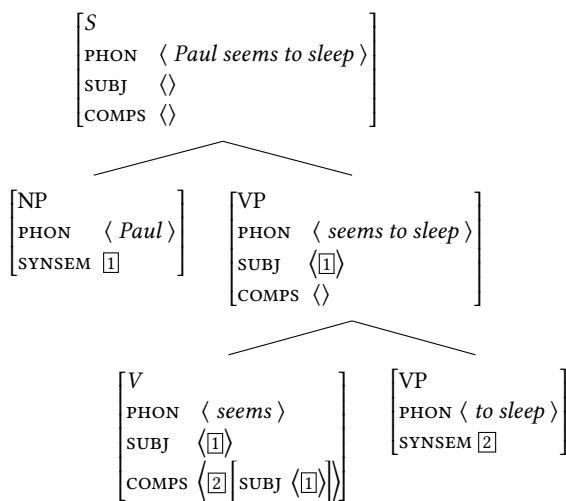 S
PHON ⟨ Paul seems to sleep ⟩
SUBJ ⟨⟩
COMPS ⟨⟩
NP
PHON ⟨ Paul ⟩
SYNSEM 1
VP
PHON ⟨ seems to sleep ⟩
SUBJ ⟨1⟩
COMPS ⟨⟩
V
PHON ⟨ seems ⟩
SUBJ ⟨1⟩
COMPS ⟨2[SUBJ ⟨1⟩]⟩
VP
PHON ⟨ to sleep ⟩
SYNSEM 2